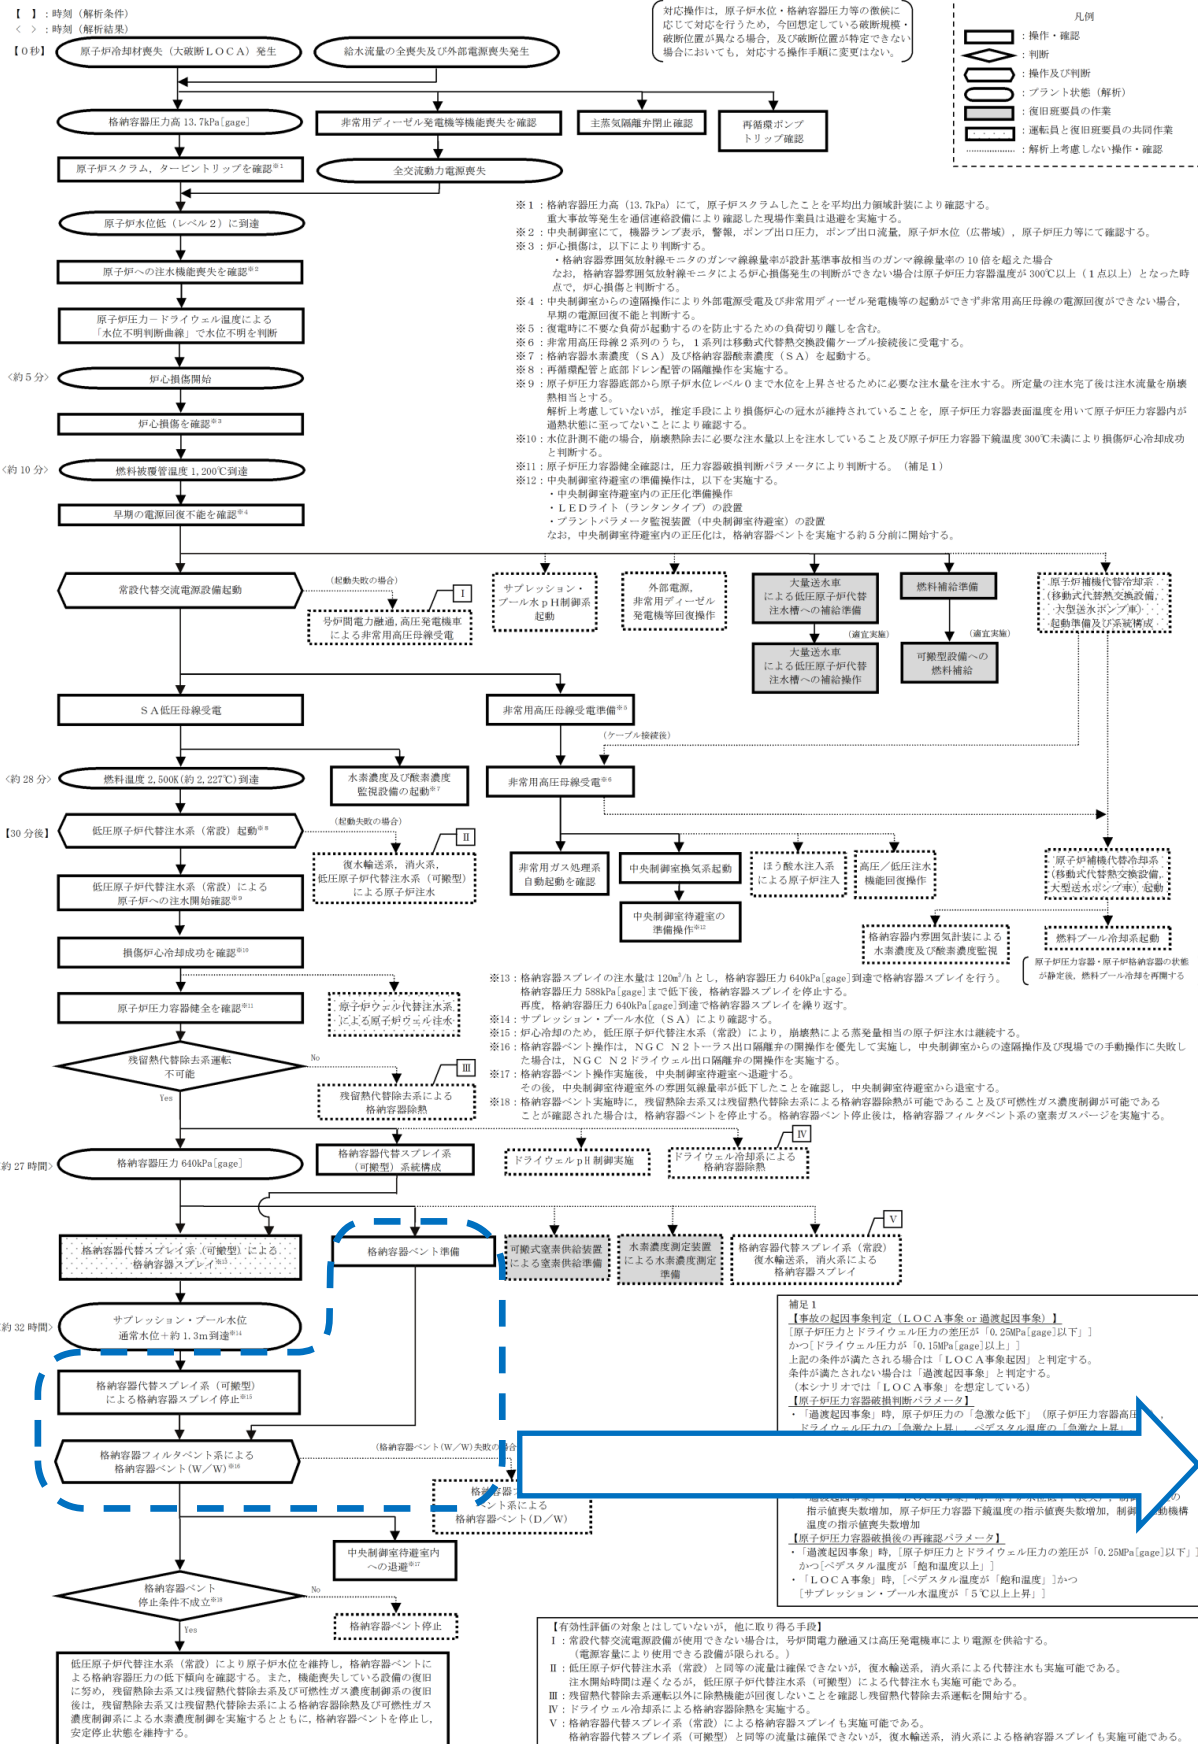 【 】：時刻（解析条件）
< >：時刻（解析結果）
【0秒】
原子炉冷却材喪失（大破断LOCA）発生
給水流量の全喪失及び外部電源喪失発生
対応操作は，原子炉水位・格納容器圧力等の徴候に
応じて対応を行うため，今回想定している破断規模・
破断位置が異なる場合，及び破断位置が特定できない
場合においても，対応する操作手順に変更はない。
凡例
：操作・確認
：判断
：操作及び判断
：プラント状態（解析）
：復旧班要員の作業
：運転員と復旧班要員の共同作業
：解析上考慮しない操作・確認
格納容器圧力高 13.7kPa[gage]
非常用ディーゼル発電機等機能喪失を確認
主蒸気隔離弁閉止確認
再循環ポンプ
トリップ確認
原子炉スクラム，タービントリップを確認※1
全交流動力電源喪失
原子炉水位低（レベル２）に到達
原子炉への注水機能喪失を確認※2
原子炉圧力－ドライウェル温度による
「水位不明判断曲線」で水位不明を判断
<約５分>
炉心損傷開始
炉心損傷を確認※3
<約10分>
燃料被覆管温度 1,200℃到達
早期の電源回復不能を確認※4
※１：格納容器圧力高（13.7kPa）にて，原子炉スクラムしたことを平均出力領域計装により確認する。
重大事故等発生を通信連絡設備により確認した現場作業員は退避を実施する。
※２：中央制御室にて，機器ランプ表示，警報，ポンプ出口圧力，ポンプ出口流量，原子炉水位（広帯域），原子炉圧力等にて確認する。
※３：炉心損傷は，以下により判断する。
・格納容器雰囲気放射線モニタのガンマ線線量率が設計基準事故相当のガンマ線線量率の 10 倍を超えた場合
なお，格納容器雰囲気放射線モニタによる炉心損傷発生の判断ができない場合は原子炉圧力容器温度が 300℃以上（１点以上）となった時
点で，炉心損傷と判断する。
※４：中央制御室からの遠隔操作により外部電源受電及び非常用ディーゼル発電機等の起動ができず非常用高圧母線の電源回復ができない場合，
早期の電源回復不能と判断する。
※５：復電時に不要な負荷が起動するのを防止するための負荷切り離しを含む。
※６：非常用高圧母線２系列のうち，１系列は移動式代替熱交換設備ケーブル接続後に受電する。
※７：格納容器水素濃度（ＳＡ）及び格納容器酸素濃度（ＳＡ）を起動する。
※８：再循環配管と底部ドレン配管の隔離操作を実施する。
※９：原子炉圧力容器底部から原子炉水位レベル０まで水位を上昇させるために必要な注水量を注水する。所定量の注水完了後は注水流量を崩壊
熱相当とする。
解析上考慮していないが，推定手段により損傷炉心の冠水が維持されていることを，原子炉圧力容器表面温度を用いて原子炉圧力容器内が
過熱状態に至ってないことにより確認する。
※10：水位計測不能の場合，崩壊熱除去に必要な注水量以上を注水していること及び原子炉圧力容器下鏡温度 300℃未満により損傷炉心冷却成功
と判断する。
※11：原子炉圧力容器健全確認は，圧力容器破損判断パラメータにより判断する。（補足１）
※12：中央制御室待避室の準備操作は，以下を実施する。
・中央制御室待避室内の正圧化準備操作
・ＬＥＤライト（ランタンタイプ）の設置
・プラントパラメータ監視装置（中央制御室待避室）の設置
なお，中央制御室待避室内の正圧化は，格納容器ベントを実施する約５分前に開始する。
常設代替交流電源設備起動
（起動失敗の場合）
Ⅰ
号炉間電力融通，高圧発電機車
による非常用高圧母線受電
サプレッション・
プール水ｐＨ制御系
起動
外部電源，
非常用ディーゼル
発電機等回復操作
大量送水車
による低圧原子炉代替
注水槽への補給準備
（適宜実施）
大量送水車
による低圧原子炉代替
注水槽への補給操作
燃料補給準備
（適宜実施）
可搬型設備への
燃料補給
原子炉補機代替冷却系
（移動式代替熱交換設備，
大型送水ポンプ車）
起動準備及び系統構成
ＳＡ低圧母線受電
非常用高圧母線受電準備※5
（ケーブル接続後）
<約28分>
燃料温度 2,500K(約 2,227℃)到達
水素濃度及び酸素濃度
監視設備の起動※7
非常用高圧母線受電※6
【30分後】
低圧原子炉代替注水系（常設）起動※8
（起動失敗の場合）
Ⅱ
復水輸送系，消火系，
低圧原子炉代替注水系（可搬型）
による原子炉注水
非常用ガス処理系
自動起動を確認
中央制御室換気系起動
ほう酸水注入系
による原子炉注入
高圧／低圧注水
機能回復操作
原子炉補機代替冷却系
（移動式代替熱交換設備，
大型送水ポンプ車）起動
低圧原子炉代替注水系（常設）による
原子炉への注水開始確認※9
中央制御室待避室の
準備操作※12
格納容器内雰囲気計装による
水素濃度及び酸素濃度監視
燃料プール冷却系起動
原子炉圧力容器・原子炉格納容器の状態
が静定後，燃料プール冷却を再開する
損傷炉心冷却成功を確認※10
原子炉圧力容器健全を確認※11
原子炉ウェル代替注水系
による原子炉ウェル注水
※13：格納容器スプレイの注水量は 120m³/h とし，格納容器圧力 640kPa[gage]到達で格納容器スプレイを行う。
格納容器圧力 588kPa[gage]まで低下後，格納容器スプレイを停止する。
再度，格納容器圧力 640kPa[gage]到達で格納容器スプレイを繰り返す。
※14：サプレッション・プール水位（ＳＡ）により確認する。
※15：炉心冷却のため，低圧原子炉代替注水系（常設）により，崩壊熱による蒸発量相当の原子炉注水は継続する。
※16：格納容器ベント操作は，ＮＧＣ Ｎ２トーラス出口隔離弁の開操作を優先して実施し，中央制御室からの遠隔操作及び現場での手動操作に失敗し
た場合は，ＮＧＣ Ｎ２ドライウェル出口隔離弁の開操作を実施する。
※17：格納容器ベント操作実施後，中央制御室待避室へ退避する。
その後，中央制御室待避室外の雰囲気線量率が低下したことを確認し，中央制御室待避室から退室する。
※18：格納容器ベント実施時に，残留熱除去系又は残留熱代替除去系による格納容器除熱が可能であること及び可燃性ガス濃度制御が可能である
ことが確認された場合は，格納容器ベントを停止する。格納容器ベント停止後は，格納容器フィルタベント系の窒素ガスパージを実施する。
残留熱代替除去系運転
不可能
No
Yes
Ⅲ
残留熱代替除去系による
格納容器除熱
約27時間>
格納容器圧力 640kPa[gage]
格納容器代替スプレイ系
（可搬型）系統構成
ドライウェルｐＨ制御実施
Ⅳ
ドライウェル冷却系による
格納容器除熱
格納容器代替スプレイ系（可搬型）による
格納容器スプレイ※13
格納容器ベント準備
可搬式窒素供給装置
による窒素供給準備
水素濃度測定装置
による水素濃度測定
準備
Ⅴ
格納容器代替スプレイ系（常設）
復水輸送系，消火系による
格納容器スプレイ
約32時間>
サプレッション・プール水位
通常水位＋約 1.3m到達※14
格納容器代替スプレイ系（可搬型）
による格納容器スプレイ停止※15
格納容器フィルタベント系による
格納容器ベント(W／W)※16
（格納容器ベント(W／W)失敗の場合
ベント系による
格納容器ベント(D／W)
中央制御室待避室内
への退避※17
格納容器ベント
停止条件不成立※18
No
Yes
格納容器ベント停止
低圧原子炉代替注水系（常設）により原子炉水位を維持し，格納容器ベントに
よる格納容器圧力の低下傾向を確認する。また，機能喪失している設備の復旧
に努め，残留熱除去系又は残留熱代替除去系及び可燃性ガス濃度制御系の復旧
後は，残留熱除去系又は残留熱代替除去系による格納容器除熱及び可燃性ガス
濃度制御系による水素濃度制御を実施するとともに，格納容器ベントを停止し，
安定停止状態を維持する。
補足１
【事故の起因事象判定（ＬＯＣＡ事象 or 過渡起因事象）】
[原子炉圧力とドライウェル圧力の差圧が「0.25MPa[gage]以下」]
かつ[ドライウェル圧力が「0.15MPa[gage]以上」]
上記の条件が満たされる場合は「ＬＯＣＡ事象起因」と判定する。
条件が満たされない場合は「過渡起因事象」と判定する。
（本シナリオでは「ＬＯＣＡ事象」を想定している）
【原子炉圧力容器破損判断パラメータ】
・「過渡起因事象」時，原子炉圧力の「急激な低下」（原子炉圧力容器高圧
ドライウェル圧力の「急激な上昇」，ペデスタル温度の「急激な上昇」
指示値喪失数増加，原子炉圧力容器下鏡温度の指示値喪失数増加，制御
温度の指示値喪失数増加
【原子炉圧力容器破損後の再確認パラメータ】
・「過渡起因事象」時，[原子炉圧力とドライウェル圧力の差圧が「0.25MPa[gage]以下」]
かつ[ペデスタル温度が「飽和温度以上」]
・「ＬＯＣＡ事象」時，[ペデスタル温度が「飽和温度」]かつ
[サプレッション・プール水温度が「５℃以上上昇」]
【有効性評価の対象とはしていないが，他に取り得る手段】
Ⅰ：常設代替交流電源設備が使用できない場合は，号炉間電力融通又は高圧発電機車により電源を供給する。
（電源容量により使用できる設備が限られる。）
Ⅱ：低圧原子炉代替注水系（常設）と同等の流量は確保できないが，復水輸送系，消火系による代替注水も実施可能である。
注水開始時間は遅くなるが，低圧原子炉代替注水系（可搬型）による代替注水も実施可能である。
Ⅲ：残留熱代替除去系運転以外に除熱機能が回復しないことを確認し残留熱代替除去系運転を開始する。
Ⅳ：ドライウェル冷却系による格納容器除熱を実施する。
Ⅴ：格納容器代替スプレイ系（常設）による格納容器スプレイも実施可能である。
格納容器代替スプレイ系（可搬型）と同等の流量は確保できないが，復水輸送系，消火系による格納容器スプレイも実施可能である。